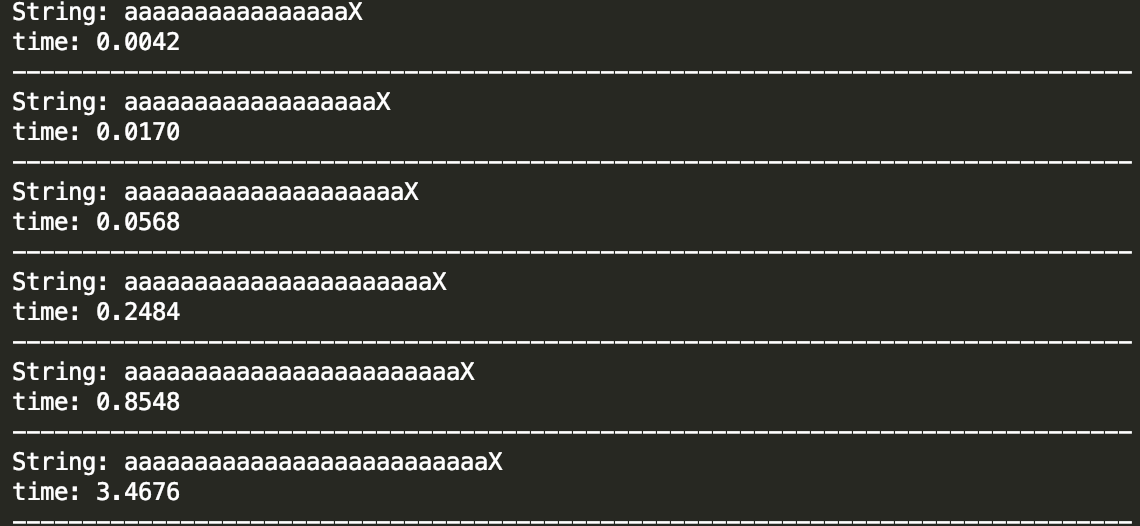 String: aaaaaaaaaaaaaaaaX
time: 0.0042
--------------------------------------------------------------------------------
String: aaaaaaaaaaaaaaaaaaX
time: 0.0170
--------------------------------------------------------------------------------
String: aaaaaaaaaaaaaaaaaaaaX
time: 0.0568
--------------------------------------------------------------------------------
String: aaaaaaaaaaaaaaaaaaaaaaX
time: 0.2484
--------------------------------------------------------------------------------
String: aaaaaaaaaaaaaaaaaaaaaaaaX
time: 0.8548
--------------------------------------------------------------------------------
String: aaaaaaaaaaaaaaaaaaaaaaaaaaX
time: 3.4676
--------------------------------------------------------------------------------